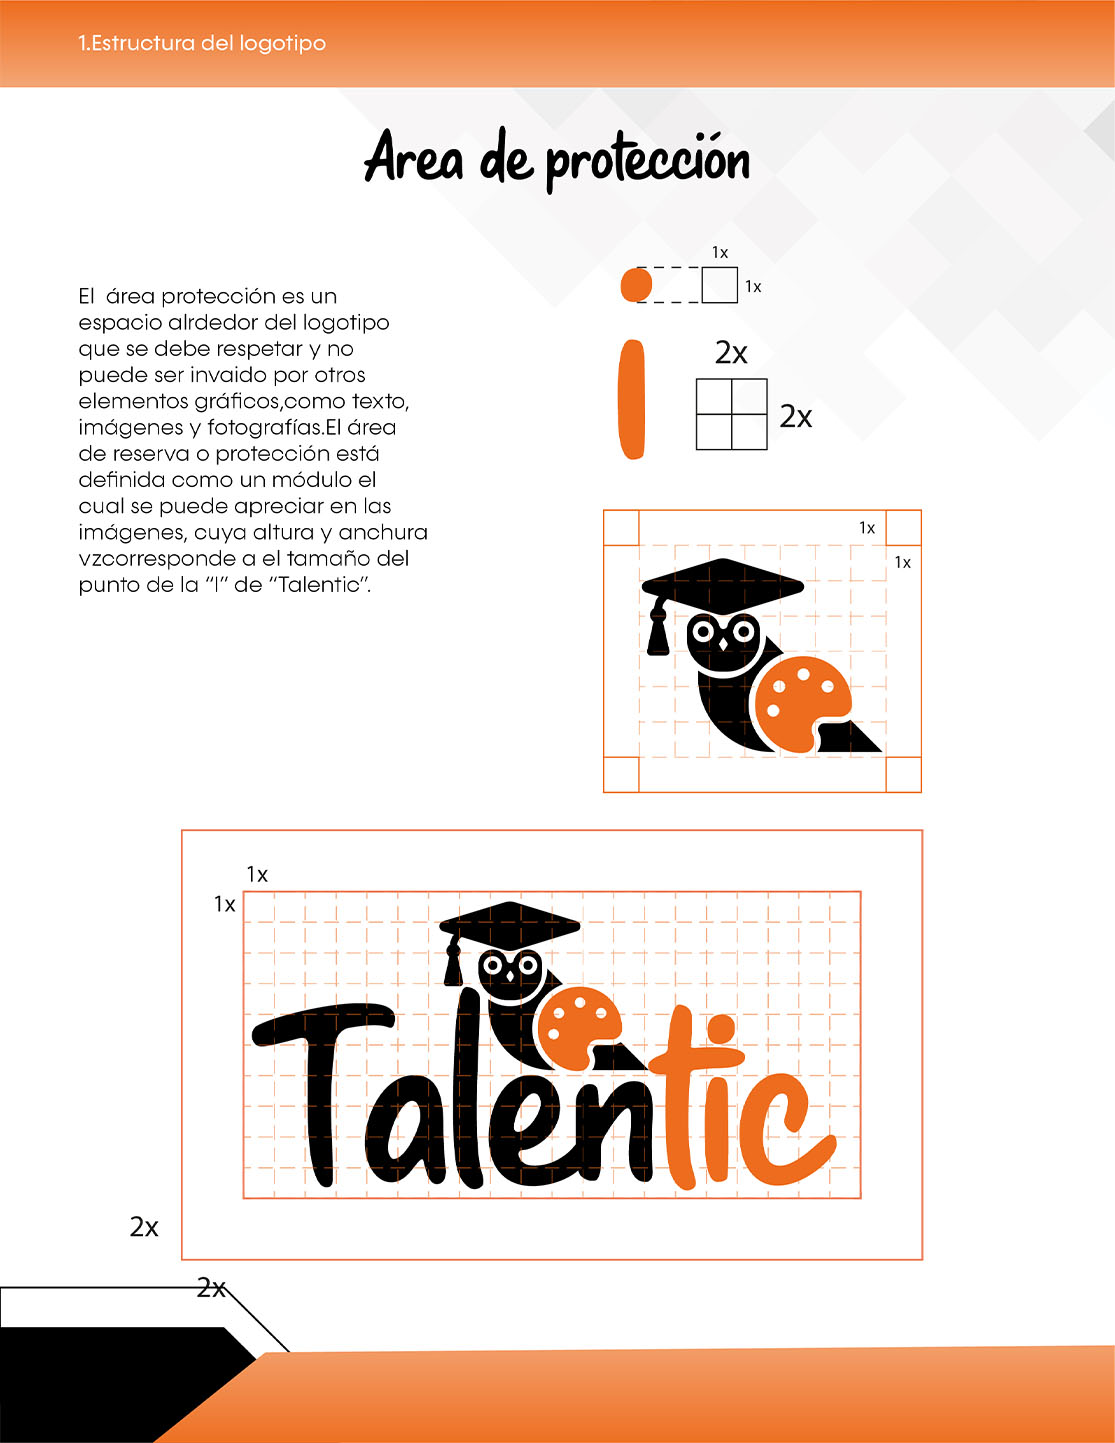 1.Estructura del logotipo
Area de protección
El  área protección es un
espacio alrdedor del logotipo
que se debe respetar y no
puede ser invaido por otros
elementos gráficos,como texto,
imágenes y fotografías.El área
de reserva o protección está
definida como un módulo el
cual se puede apreciar en las
imágenes, cuya altura y anchura
vzcorresponde a el tamaño del
punto de la “I” de “Talentic”.
1x
1x
2x
2x
1x
1x
1x
1x
Talentic
2x
2x